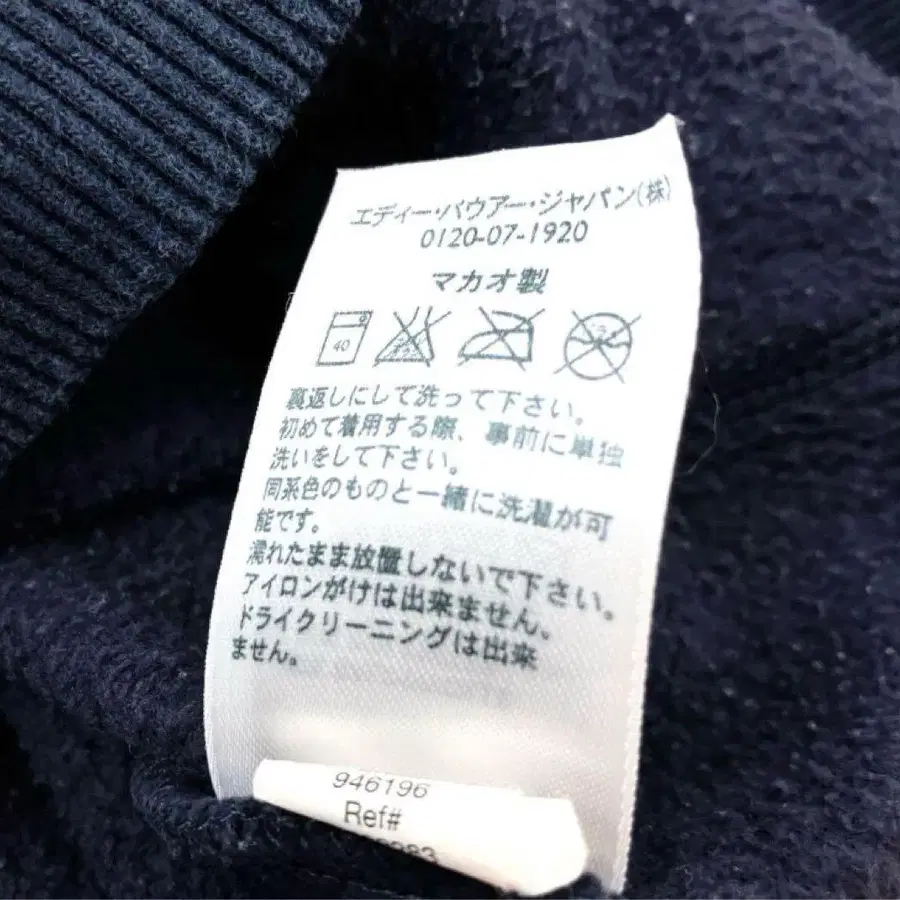 エディー・バウアー・ジャパン(株)
0120-07-1920
マカオ製
40
裏返しにして洗って下さい。
初めて着用する際、事前に単独
洗いをして下さい。
同系色のものと一緒に洗濯が可
能です。
濡れたまま放置しないで下さい。
アイロンがけは出来ません、
ドライクリーニングは出来
ません。
946196
Ref#